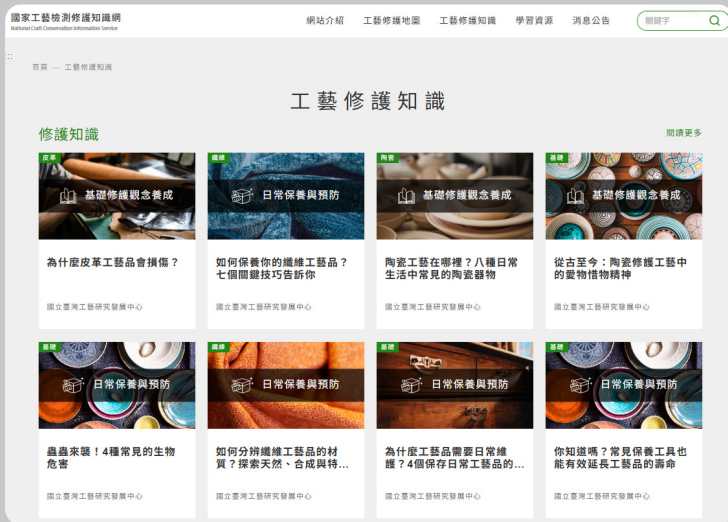 國家工藝檢測修護知識網
National Craft Conservation Information Service
網站介紹 工藝修護地圖 工藝修護知識 學習資源 消息公告 關鍵字
:::
首頁 — 工藝修護知識
工藝修護知識
修護知識 閱讀更多
皮革 纖維 陶瓷 基礎
基礎修護觀念養成 日常保養與預防 基礎修護觀念養成 基礎修護觀念養成
為什麼皮革工藝品會損傷？
如何保養你的纖維工藝品？
七個關鍵技巧告訴你
陶瓷工藝在哪裡？八種日常
生活中常見的陶瓷器物
從古至今：陶瓷修護工藝中
的愛物惜物精神
國立臺灣工藝研究發展中心 國立臺灣工藝研究發展中心 國立臺灣工藝研究發展中心 國立臺灣工藝研究發展中心
基礎 纖維 基礎 基礎
日常保養與預防 日常保養與預防 日常保養與預防 日常保養與預防
蟲蟲來襲！4種常見的生物
危害
如何分辨纖維工藝品的材
質？探索天然、合成與特...
為什麼工藝品需要日常維
護？4個保存日常工藝品的...
你知道嗎？常見保養工具也
能有效延長工藝品的壽命
國立臺灣工藝研究發展中心 國立臺灣工藝研究發展中心 國立臺灣工藝研究發展中心 國立臺灣工藝研究發展中心